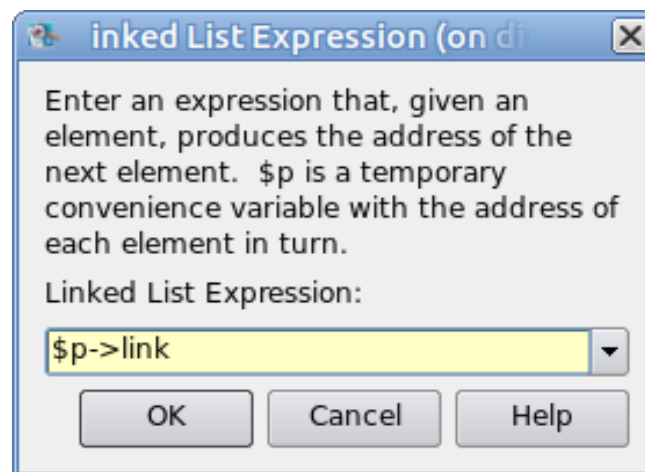 inked List Expression (on di
Enter an expression that, given an
element, produces the address of the
next element.  $p is a temporary
convenience variable with the address of
each element in turn.
Linked List Expression:
$p->link
OK Cancel Help